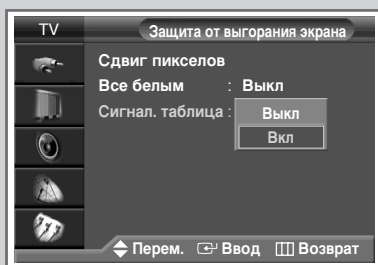 TV
Защита от выгорания экрана
Сдвиг пикселов
Все белым : Выкл
Сигнал. таблица : Выкл
Вкл
Перем. Ввод Возврат